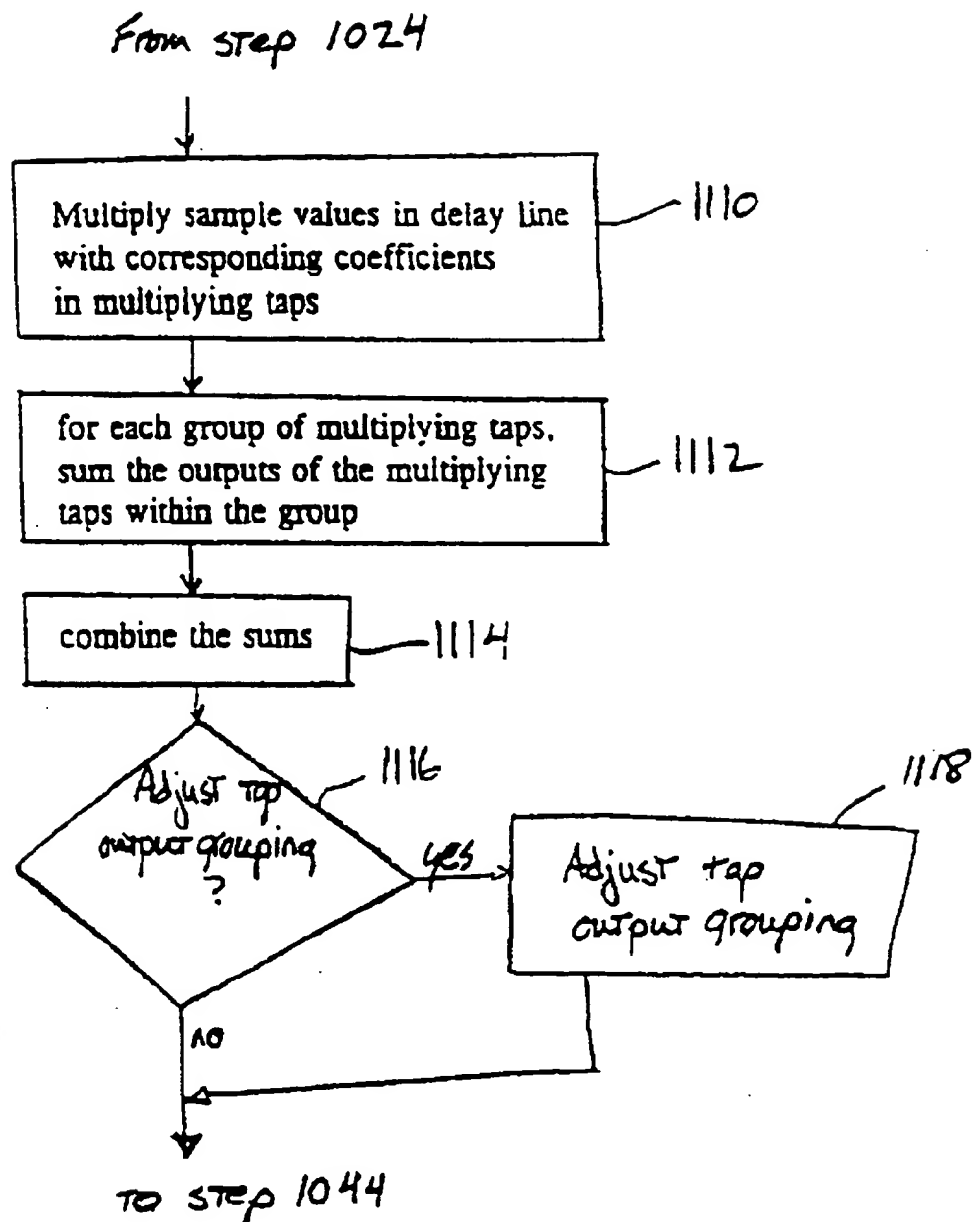 From step 1024
Multiply sample values in delay line
with corresponding coefficients
in multiplying taps
1110
for each group of multiplying taps,
sum the outputs of the multiplying
taps within the group
1112
combine the sums
1114
Adjust tap
output grouping
?
1116
yes
Adjust tap
output grouping
1118
no
to step 1044